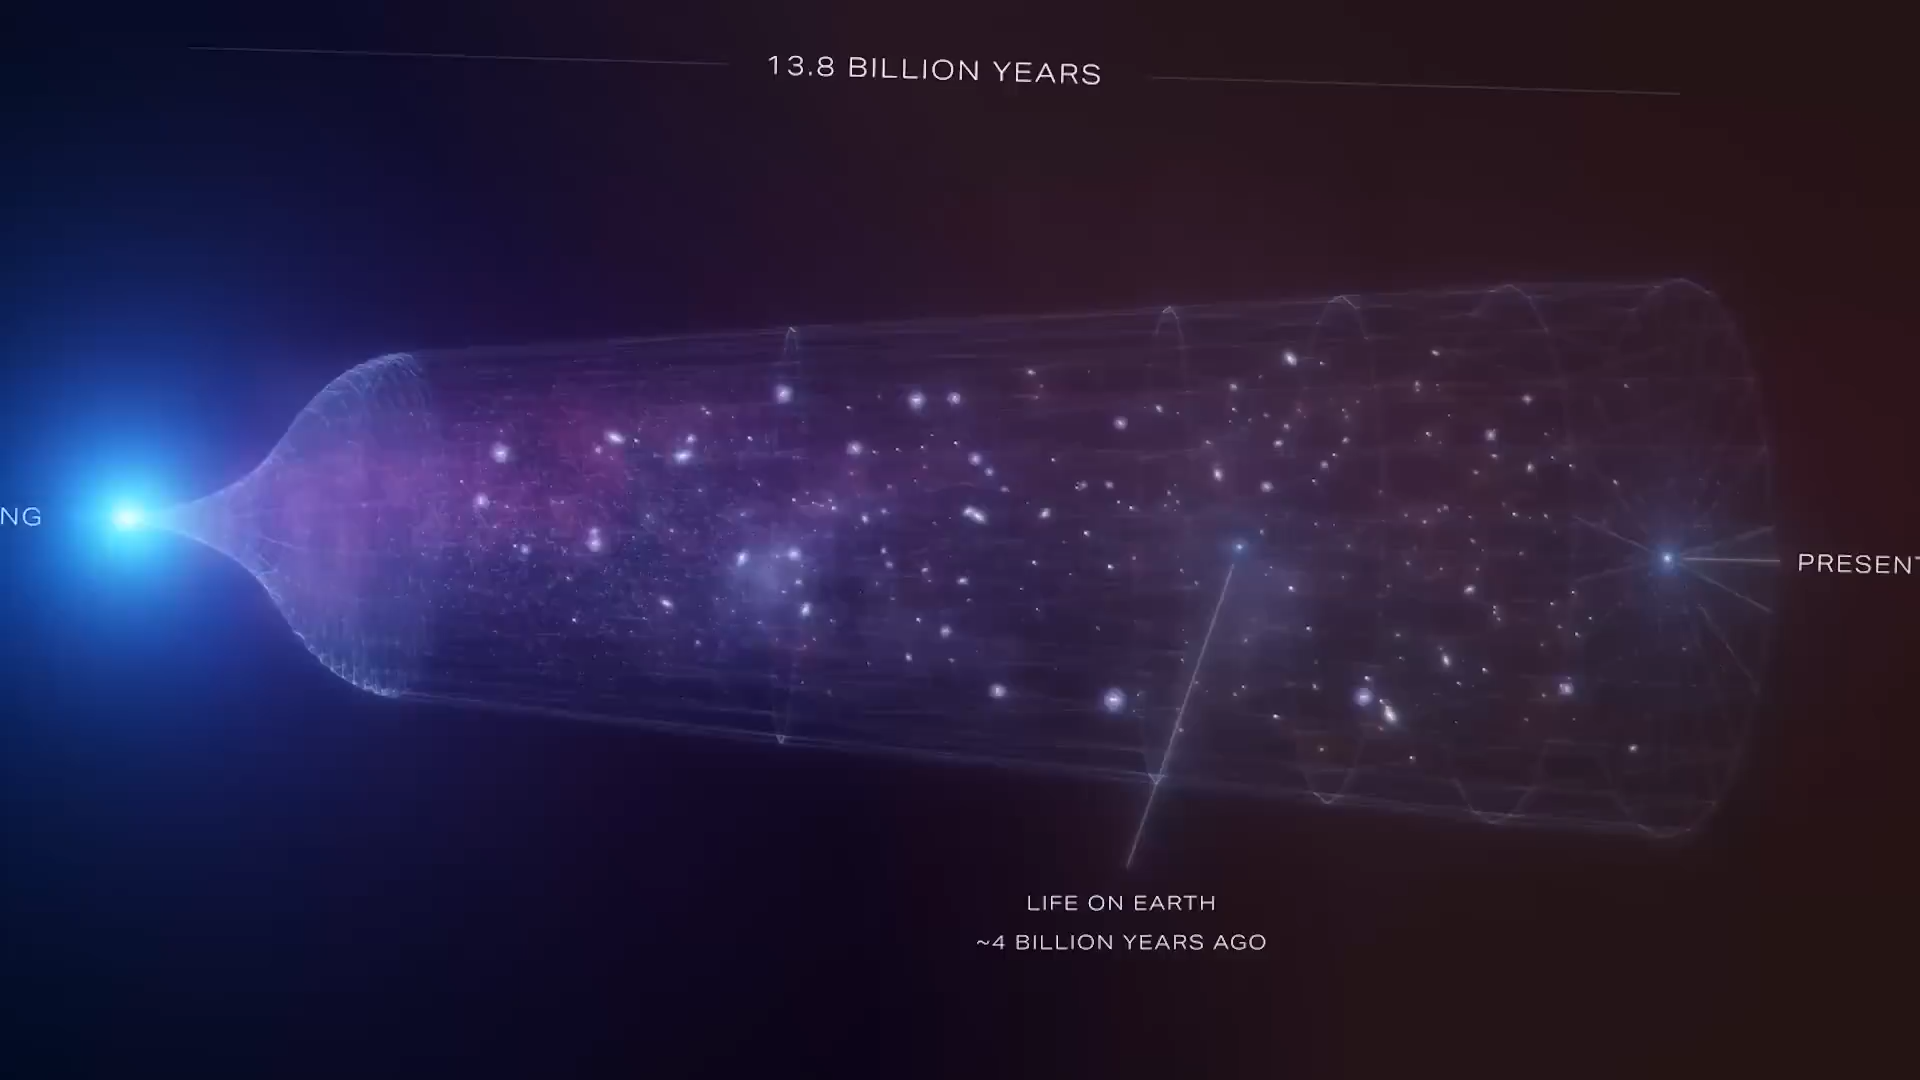 13.8 BILLION YEARS
NG
PRESENT
LIFE ON EARTH
~4 BILLION YEARS AGO